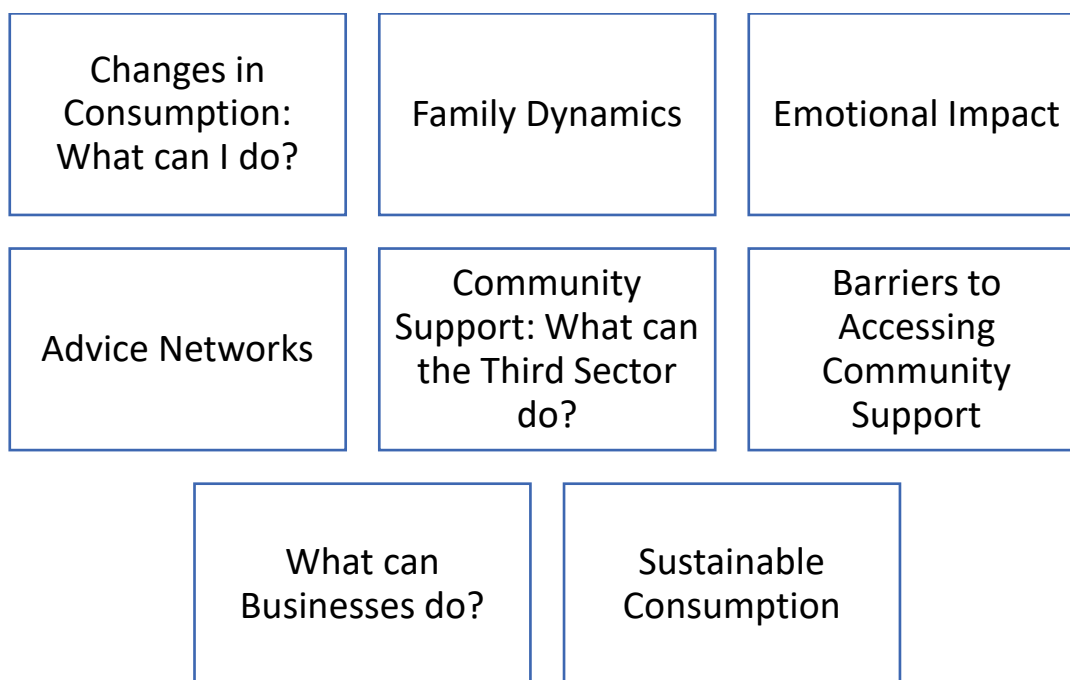 Changes in
Consumption:
What can I do?
Family Dynamics
Emotional Impact
Advice Networks
Community
Support: What can
the Third Sector
do?
Barriers to
Accessing
Community
Support
What can
Businesses do?
Sustainable
Consumption